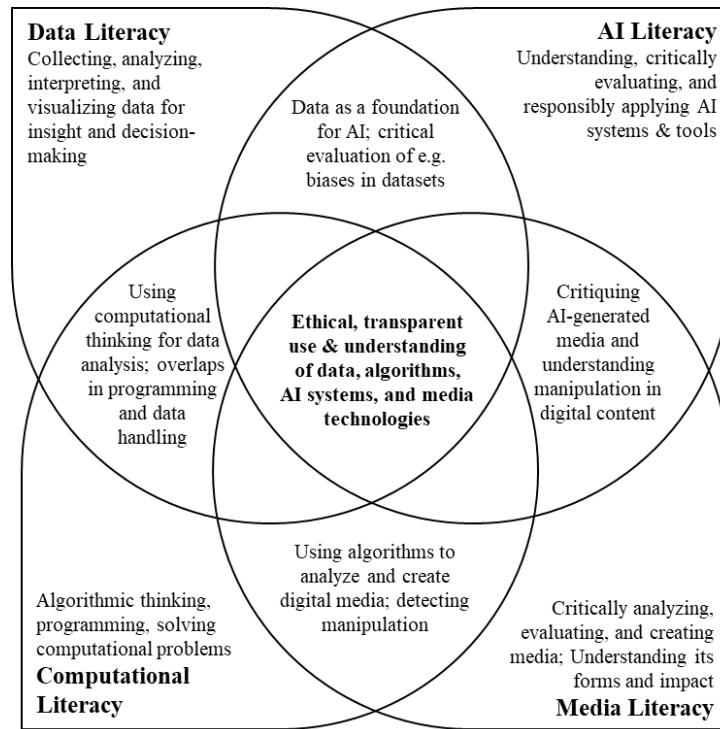 Data Literacy
Collecting, analyzing,
interpreting, and
visualizing data for
insight and decision-
making
AI Literacy
Understanding, critically
evaluating, and
responsibly applying AI
systems & tools
Data as a foundation
for AI; critical
evaluation of e.g.
biases in datasets
Using
computational
thinking for data
analysis; overlaps
in programming
and data
handling
Ethical, transparent
use & understanding
of data, algorithms,
AI systems, and media
technologies
Critiquing
AI-generated
media and
understanding
manipulation in
digital content
Using algorithms to
analyze and create
digital media; detecting
manipulation
Algorithmic thinking,
programming, solving
computational problems
Computational
Literacy
Critically analyzing,
evaluating, and creating
media; Understanding its
forms and impact
Media Literacy